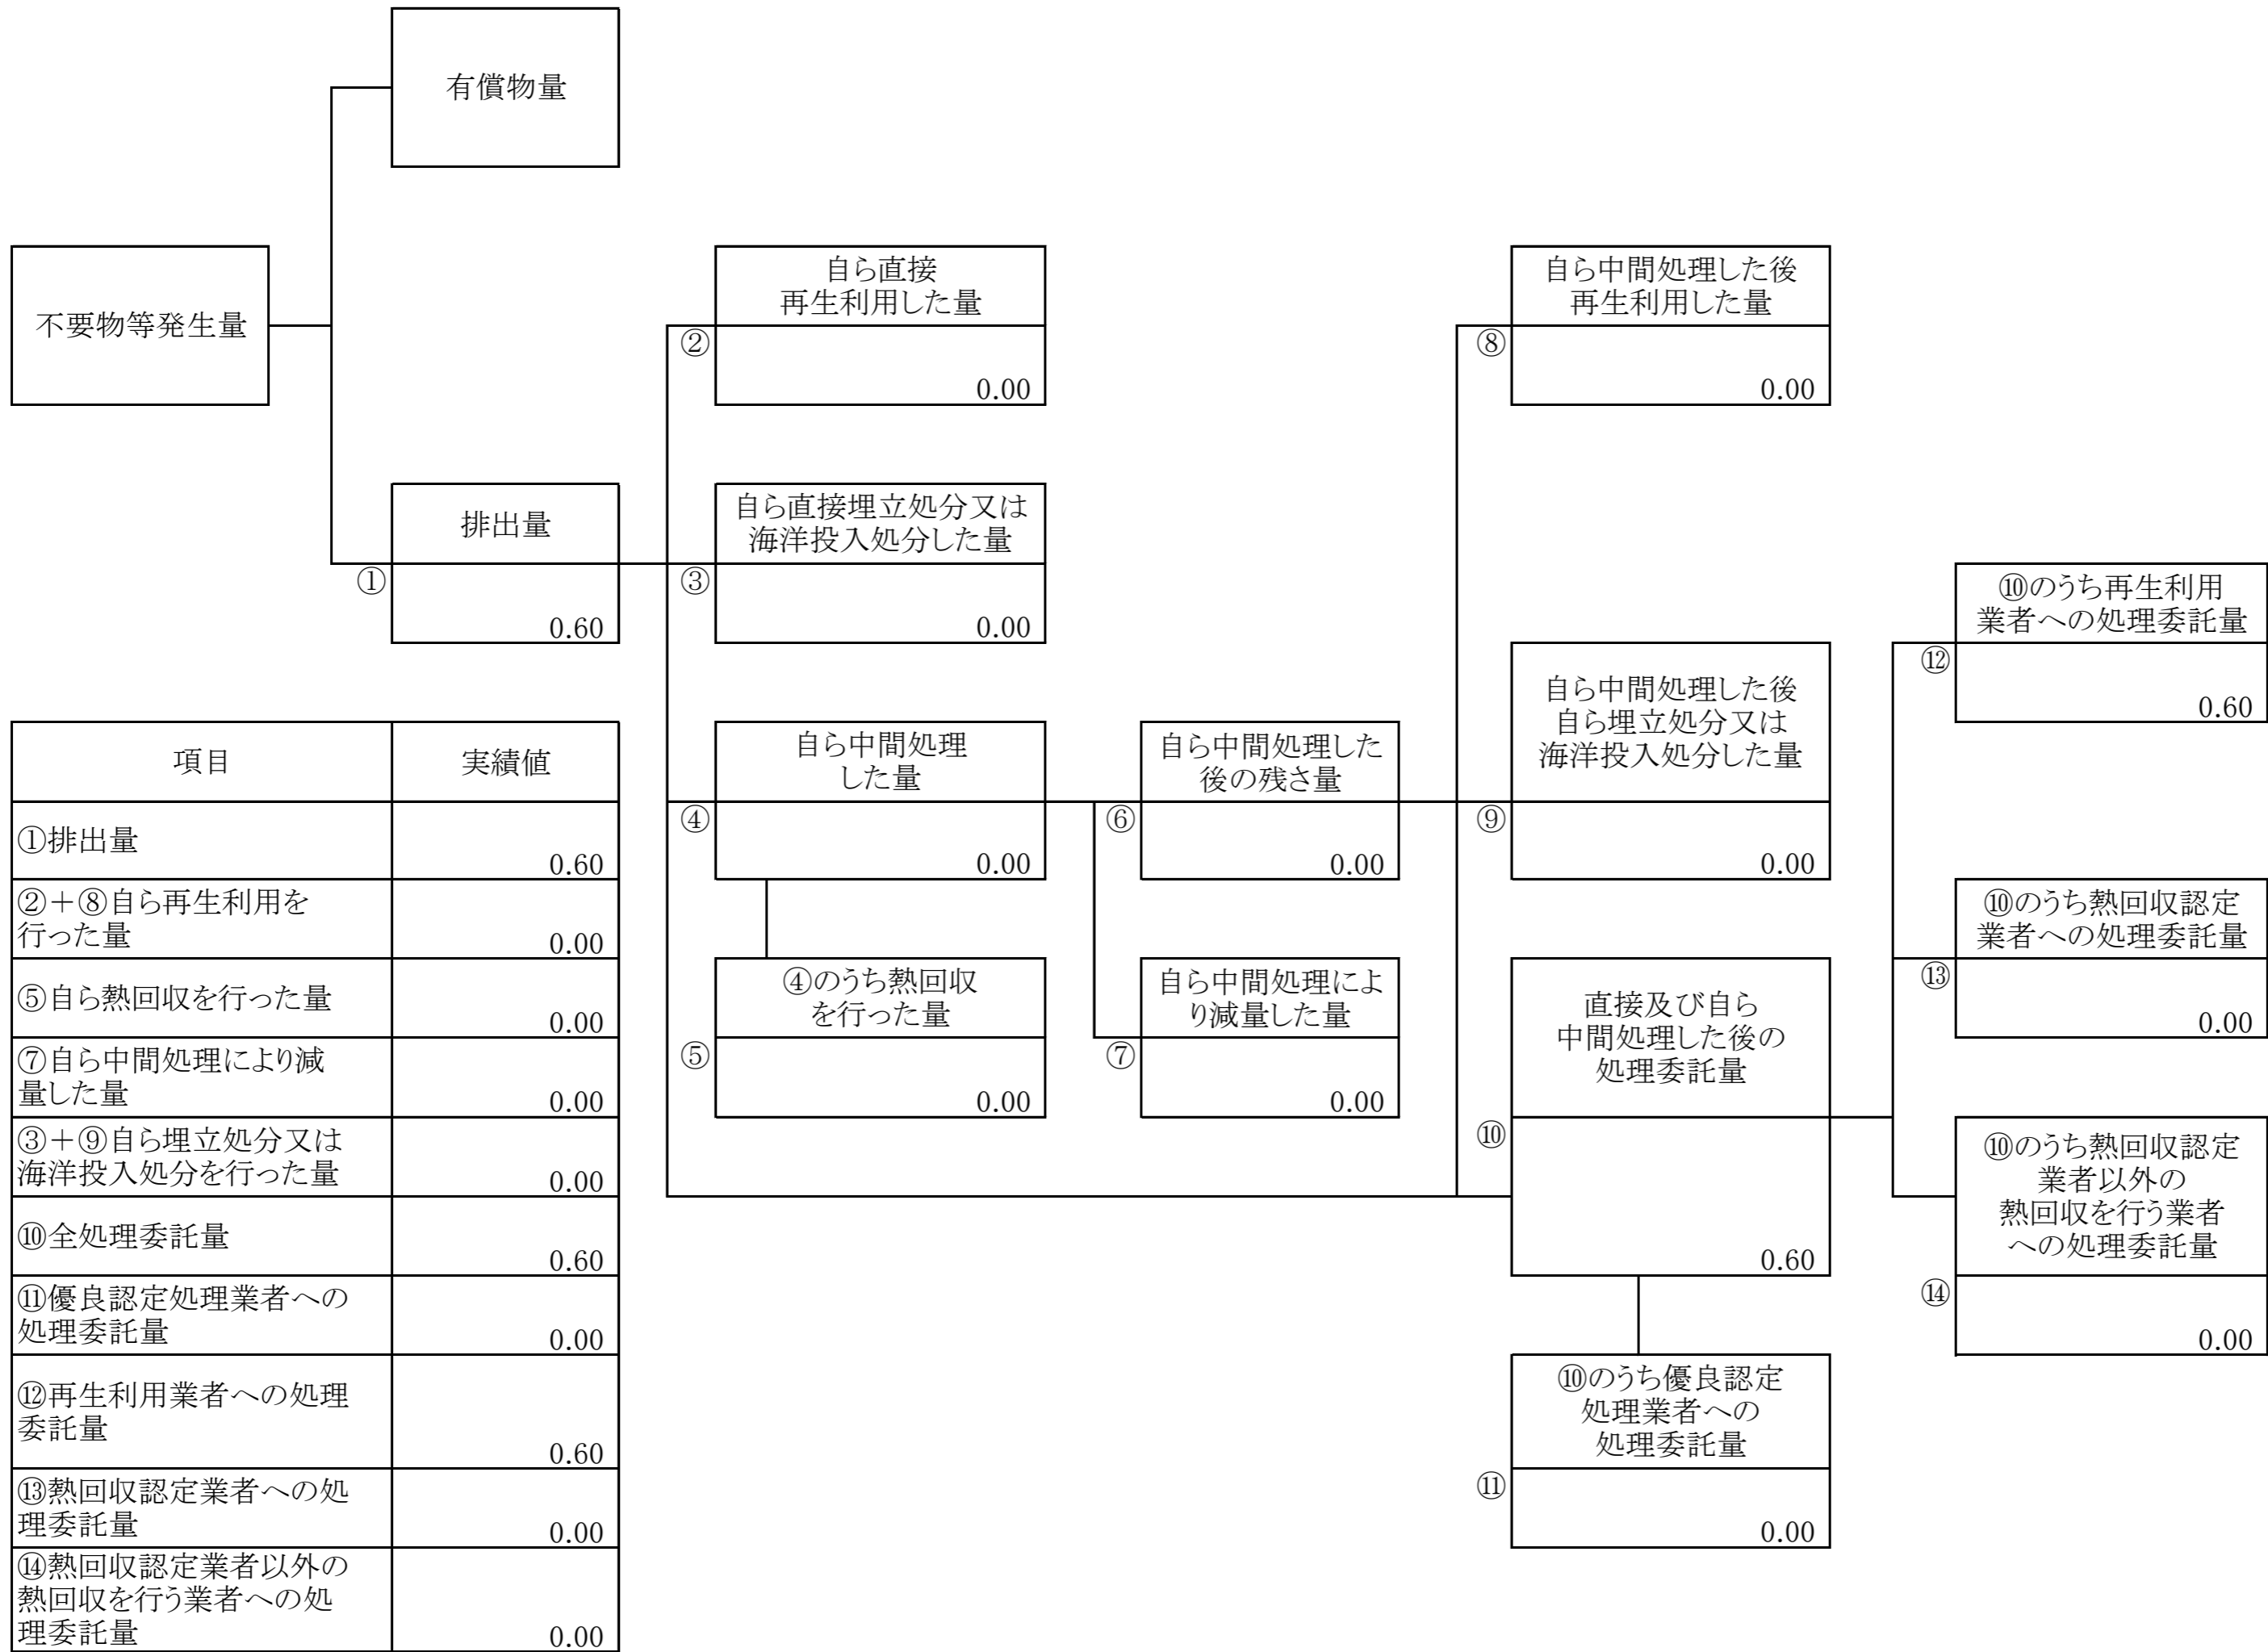 有償物量
不要物等発生量
自ら直接
再生利用した量
②
0.00
自ら中間処理した後
再生利用した量
⑧
0.00
排出量
①
0.60
自ら直接埋立処分又は
海洋投入処分した量
③
0.00
⑩のうち再生利用
業者への処理委託量
⑫
0.60
自ら中間処理
した量
④
0.00
自ら中間処理した
後の残さ量
⑥
0.00
自ら中間処理した後
自ら埋立処分又は
海洋投入処分した量
⑨
0.00
⑩のうち熱回収認定
業者への処理委託量
⑬
0.00
④のうち熱回収
を行った量
⑤
0.00
自ら中間処理によ
り減量した量
⑦
0.00
直接及び自ら
中間処理した後の
処理委託量
⑩
0.60
⑩のうち熱回収認定
業者以外の
熱回収を行う業者
への処理委託量
⑭
0.00
⑩のうち優良認定
処理業者への
処理委託量
⑪
0.00
項目 実績値
①排出量
0.60
②+⑧自ら再生利用を
行った量
0.00
⑤自ら熱回収を行った量
0.00
⑦自ら中間処理により減
量した量
0.00
③+⑨自ら埋立処分又は
海洋投入処分を行った量
0.00
⑩全処理委託量
0.60
⑪優良認定処理業者への
処理委託量
0.00
⑫再生利用業者への処理
委託量
0.60
⑬熱回収認定業者への処
理委託量
0.00
⑭熱回収認定業者以外の
熱回収を行う業者への処
理委託量
0.00